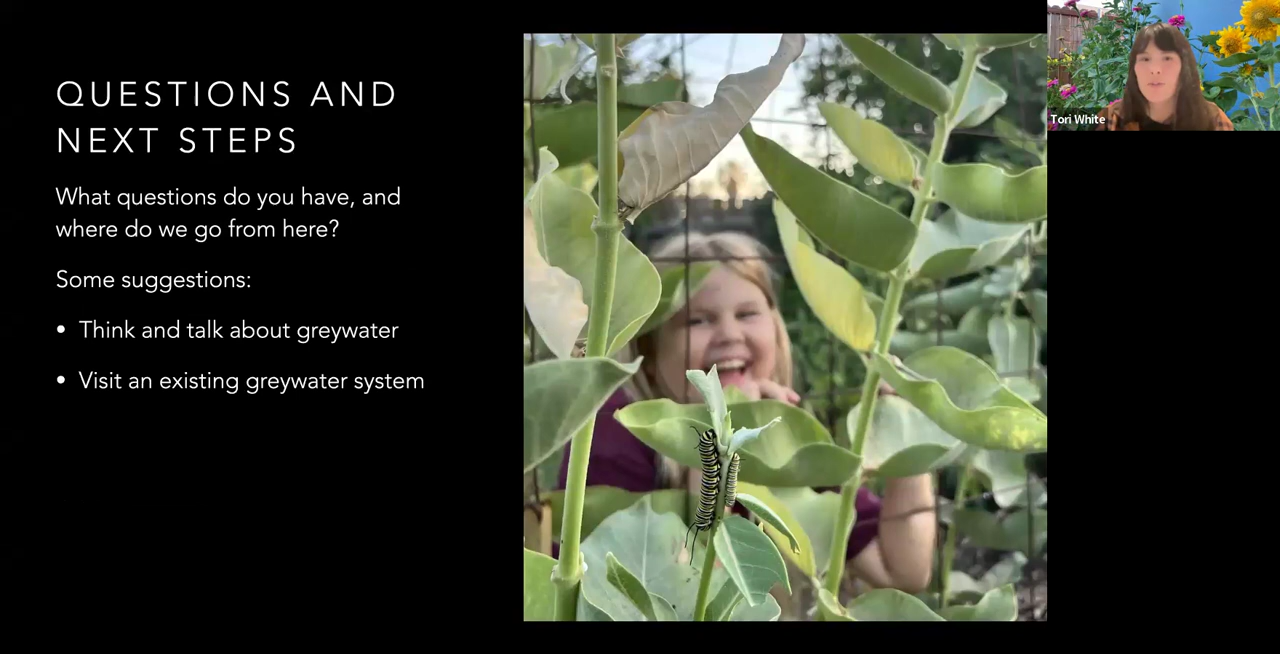 QUESTIONS AND
NEXT STEPS
What questions do you have, and
where do we go from here?
Some suggestions:
• Think and talk about greywater
• Visit an existing greywater system
Tori White